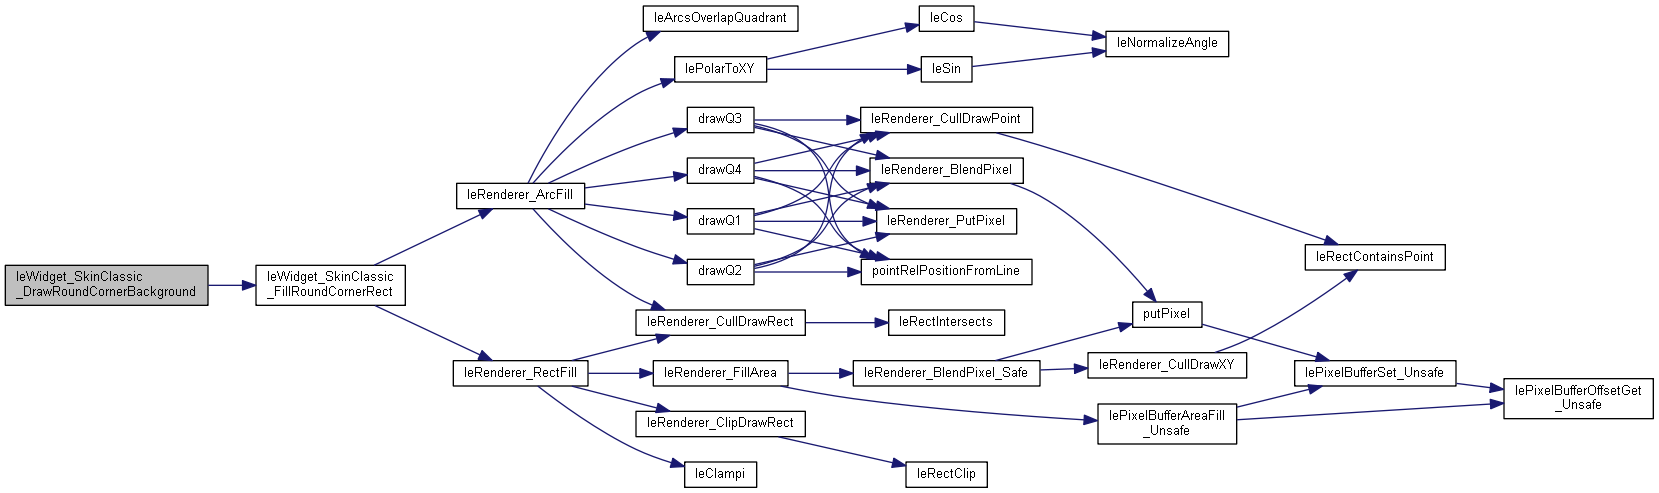 leWidget_SkinClassic
_DrawRoundCornerBackground
leWidget_SkinClassic
_FillRoundCornerRect
leRenderer_ArcFill
leRenderer_RectFill
leArcsOverlapQuadrant
lePolarToXY
drawQ3
drawQ4
drawQ1
drawQ2
leRenderer_CullDrawRect
leRenderer_FillArea
leRenderer_ClipDrawRect
leClampi
leCos
leSin
leRenderer_CullDrawPoint
leRenderer_BlendPixel
leRenderer_PutPixel
pointRelPositionFromLine
leRectIntersects
leRenderer_BlendPixel_Safe
leRectClip
leNormalizeAngle
putPixel
leRenderer_CullDrawXY
lePixelBufferAreaFill
_Unsafe
leRectContainsPoint
lePixelBufferSet_Unsafe
lePixelBufferOffsetGet
_Unsafe